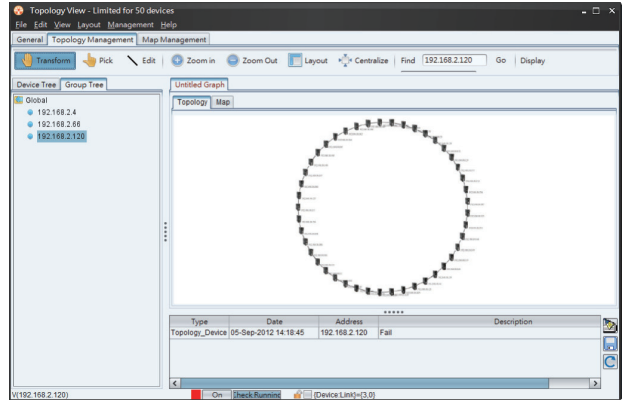 Topology View - Limited for 50 devices
File Edit View Layout Management Help
General Topology Management Map Management
Transform Pick Edit Zoom in Zoom Out Layout Centralize Find 192.168.2.120 Go Display
Device Tree Group Tree
Untitled Graph
Global
Topology Map
192.168.2.4
192.168.2.66
192.168.2.120
Type Date Address Description
Topology_Device 05-Sep-2012 14:18:45 192.168.2.120 Fail
V(192.168.2.120) On Check Running {Device:Link}={3,0}